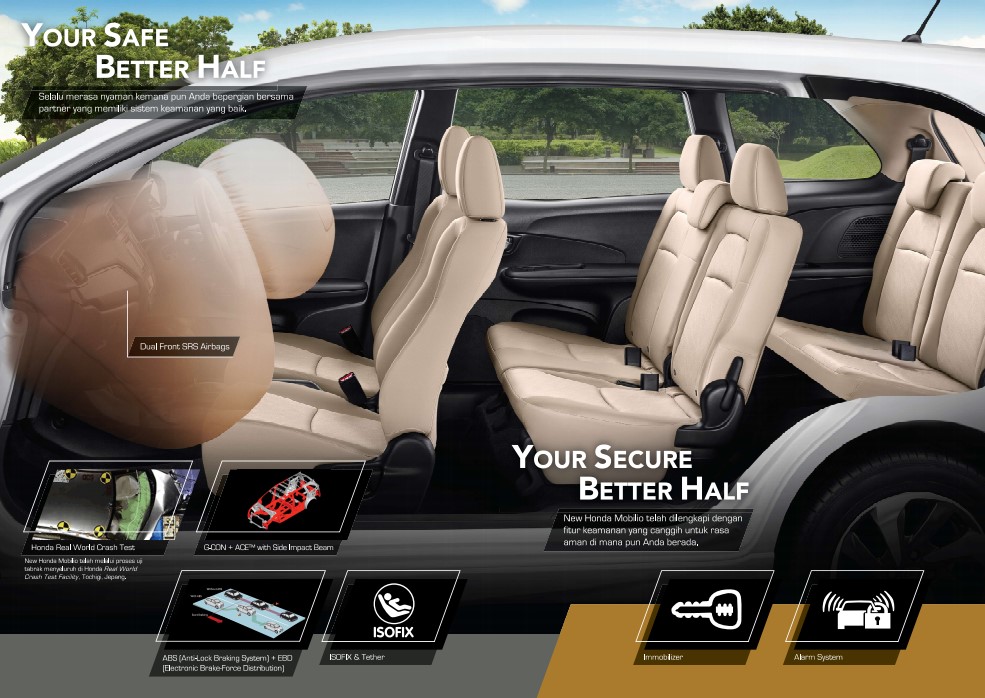 YOUR SAFE
BETTER HALF
Selalu merasa nyaman kemana pun Anda bepergian bersama
partner yang memiliki sistem keamanan yang baik.
Dual Front SRS Airbags
YOUR SECURE
BETTER HALF
New Honda Mobilio telah dilengkapi dengan
fitur keamanan yang canggih untuk rasa
aman di mana pun Anda berada.
Honda Real World Crash Test
New Honda Mobilio telah melalui proses uji
tabrak menyeluruh di Honda Real World
Crash Test Facility, Tochigi, Jepang.
G-CON + ACE™ with Side Impact Beam
ABS (Anti-Lock Braking System) + EBD
(Electronic Brake-Force Distribution)
ISOFIX
ISOFIX & Tether
Immobilizer
Alarm System